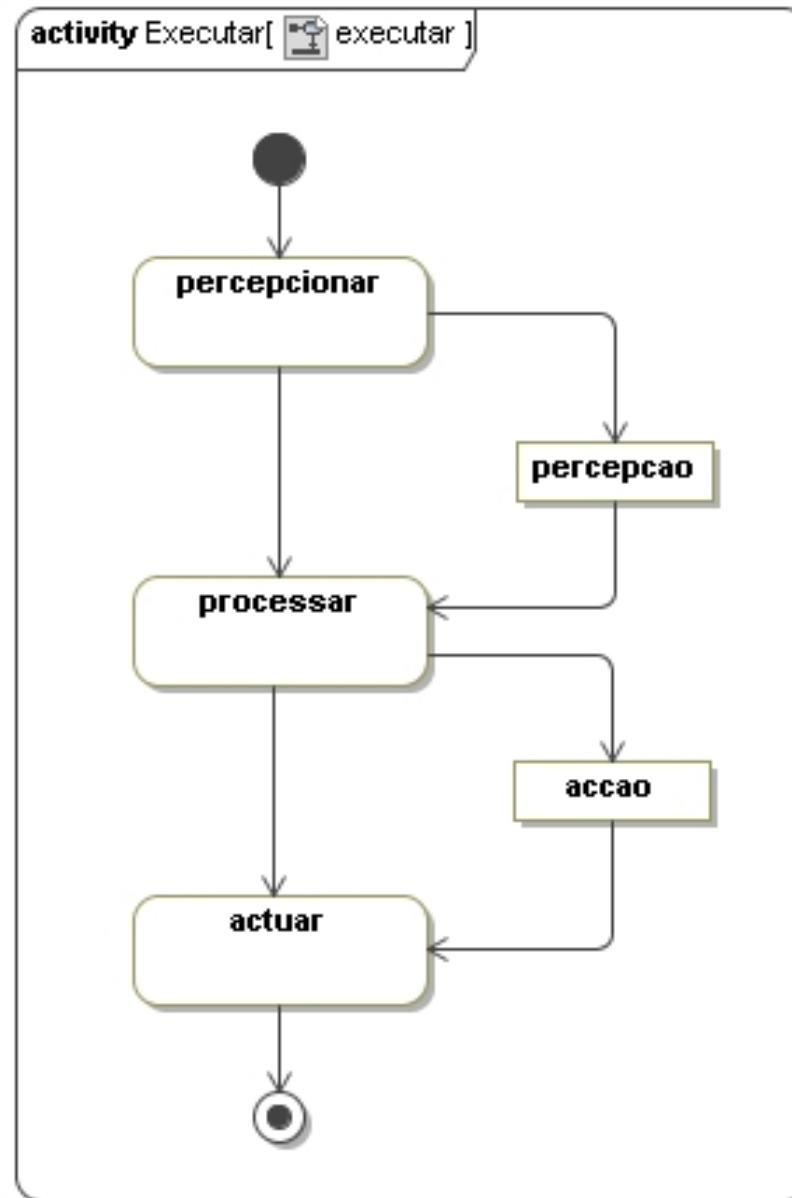 activity Executar[ executar ]
percepcionar
percepcao
processar
accao
actuar